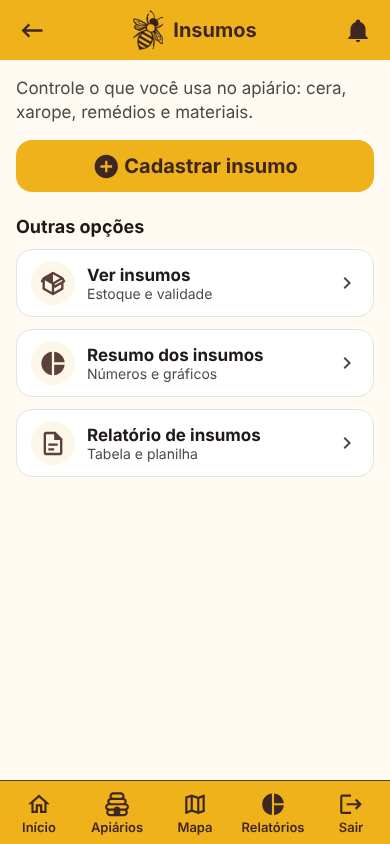 Insumos
Controle o que você usa no apiário: cera,
xarope, remédios e materiais.
Cadastrar insumo
Outras opções
Ver insumos
Estoque e validade
Resumo dos insumos
Números e gráficos
Relatório de insumos
Tabela e planilha
Início
Apiários
Mapa
Relatórios
Sair